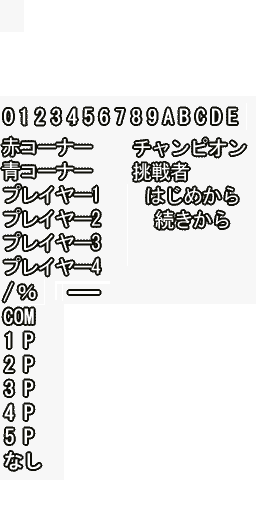 0123456789ABCDE
赤コーナー チャンピオン
青コーナー 挑戦者
プレイヤー1 はじめから
プレイヤー2 続きから
プレイヤー3
プレイヤー4
/% ー
COM
1P
2P
3P
4P
5P
なし